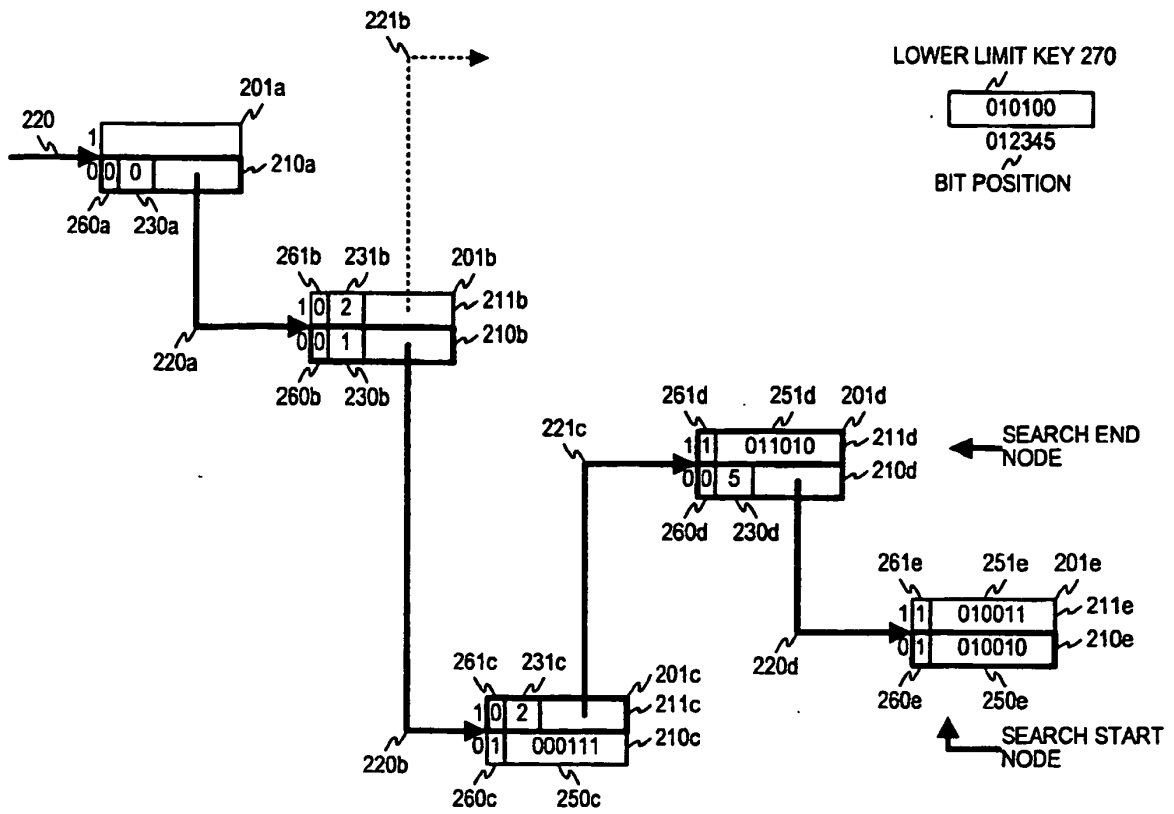 221b
LOWER LIMIT KEY 270
010100
012345
BIT POSITION
201a
220
1
0 0 0
210a
260a 230a
261b 231b 201b
1 0 2
211b
0 0 1
210b
220a
260b 230b
261d 251d 201d
221c
1 1 011010
211d
SEARCH END
NODE
0 0 5
210d
260d 230d
261e 251e 201e
1 1 010011
211e
0 1 010010
210e
220d
260e 250e
261c 231c 201c
1 0 2
211c
0 1 000111
210c
SEARCH START
NODE
220b
260c 250c